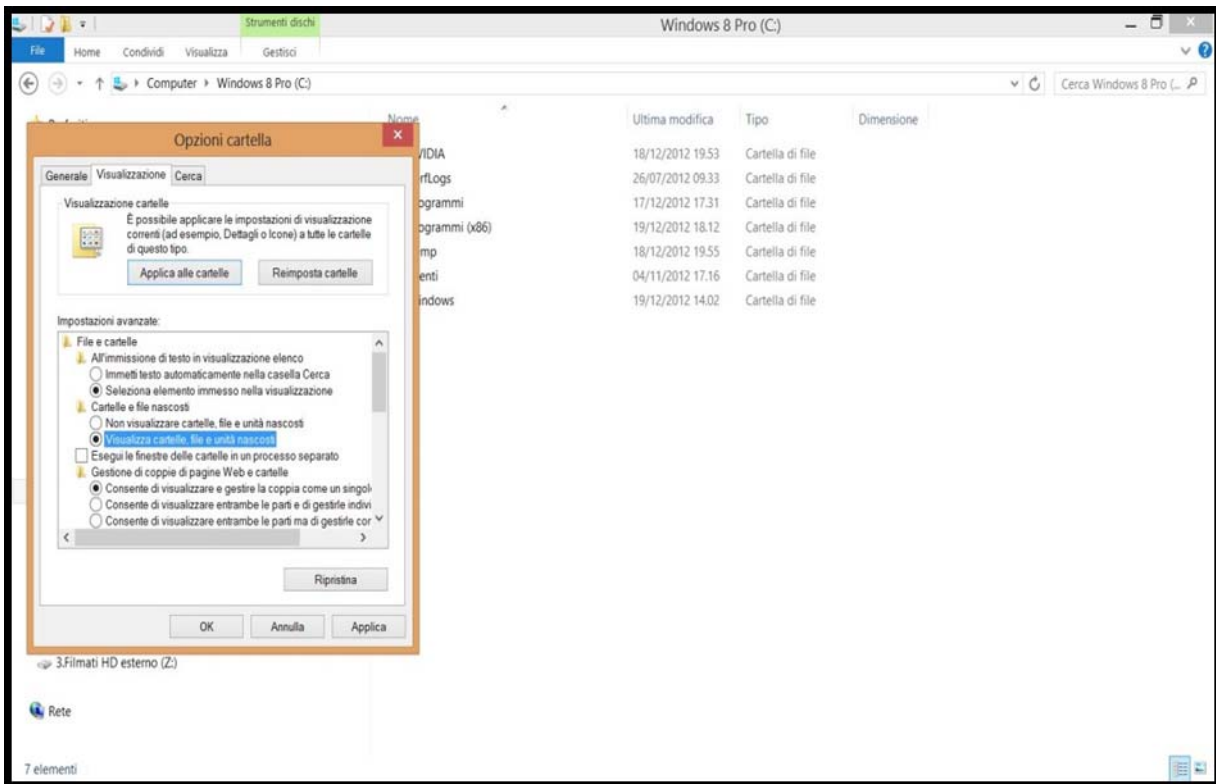 Strumenti dischi
Windows 8 Pro (C:)
File Home Condividi Visualizza Gestisci
Computer Windows 8 Pro (C:)
Cerca Windows 8 Pro (...
Nome Ultima modifica Tipo Dimensione
VIDIA 18/12/2012 19.53 Cartella di file
rfLogs 26/07/2012 09.33 Cartella di file
ogrammi 17/12/2012 17.31 Cartella di file
ogrammi (x86) 19/12/2012 18.12 Cartella di file
mp 18/12/2012 19.55 Cartella di file
enti 04/11/2012 17.16 Cartella di file
indows 19/12/2012 14.02 Cartella di file
Opzioni cartella
Generale Visualizzazione Cerca
Visualizzazione cartelle
È possibile applicare le impostazioni di visualizzazione
correnti (ad esempio, Dettagli o Icone) a tutte le cartelle
di questo tipo.
Applica alle cartelle Reimposta cartelle
Impostazioni avanzate:
File e cartelle
All'immissione di testo in visualizzazione elenco
Immetti testo automaticamente nella casella Cerca
Seleziona elemento immesso nella visualizzazione
Cartelle e file nascosti
Non visualizzare cartelle, file e unità nascosti
Visualizza cartelle, file e unità nascosti
Esegui le finestre delle cartelle in un processo separato
Gestione di coppie di pagine Web e cartelle
Consente di visualizzare e gestire la coppia come un singol
Consente di visualizzare entrambe le parti e di gestirle indivi
Consente di visualizzare entrambe le parti ma di gestirle cor
Ripristina
OK Annulla Applica
3.Filmati HD esterno (Z:)
Rete
7 elementi